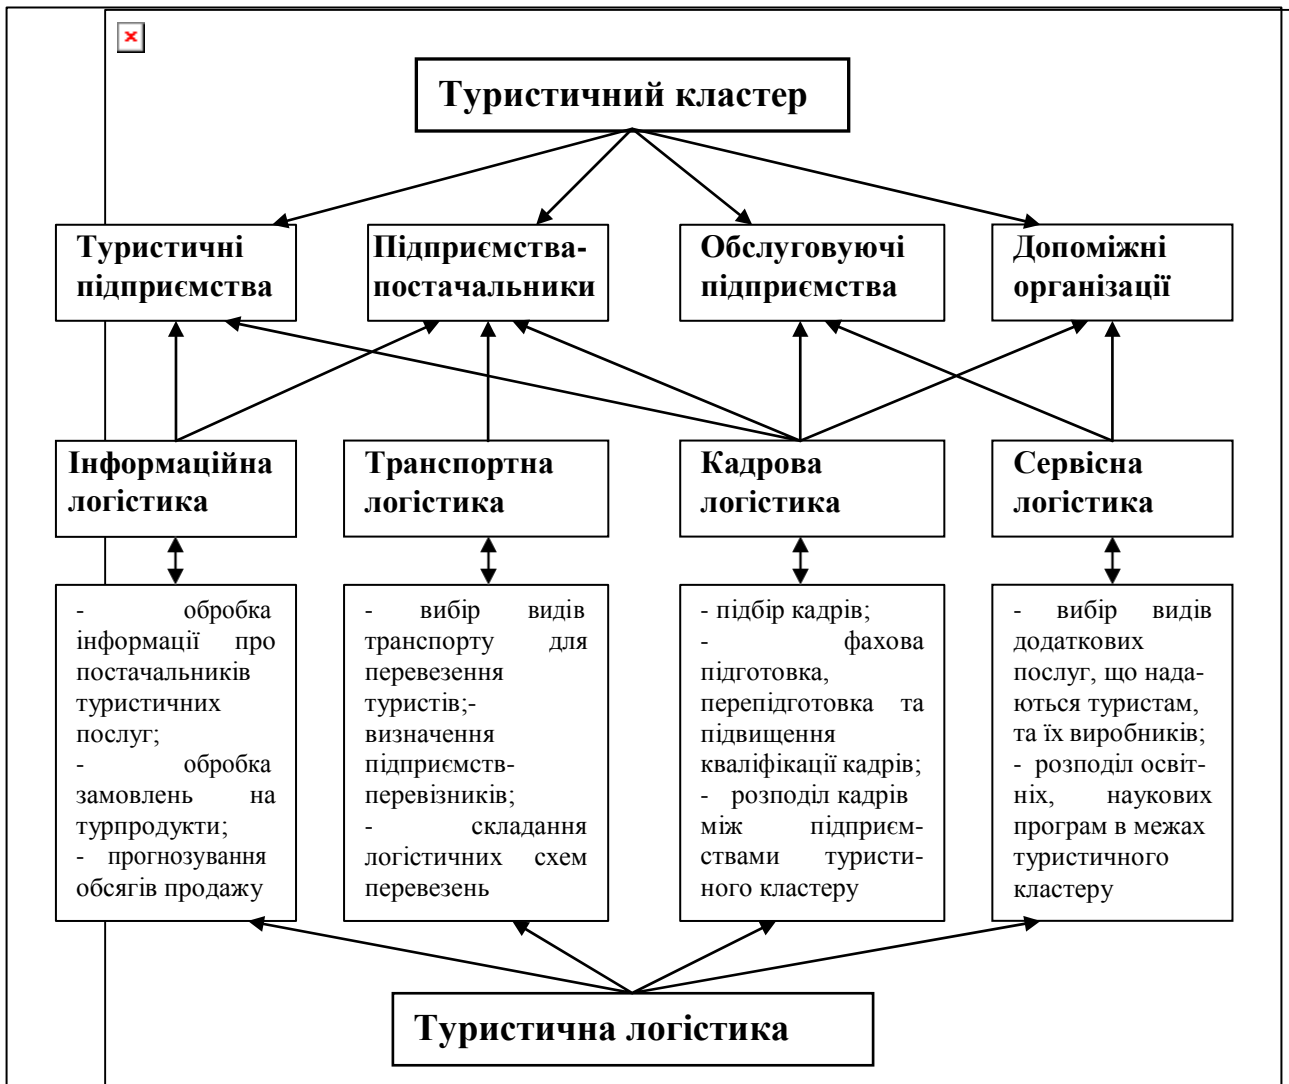 Туристичний кластер
Туристичні
підприємства
Підприємства-
постачальники
Обслуговуючі
підприємства
Допоміжні
організації
Інформаційна
логістика
Транспортна
логістика
Кадрова
логістика
Сервісна
логістика
- обробка
інформації про
постачальників
туристичних
послуг;
- обробка
замовлень на
турпродукти;
- прогнозування
обсягів продажу
- вибір видів
транспорту для
перевезення
туристів;-
визначення
підприємств-
перевізників;
- складання
логістичних схем
перевезень
- підбір кадрів;
- фахова
підготовка,
перепідготовка та
підвищення
кваліфікації кадрів;
- розподіл кадрів
між підприєм-
ствами туристи-
ного кластеру
- вибір видів
додаткових
послуг, що нада-
ються туристам,
та їх виробників;
- розподіл освіт-
ніх, наукових
програм в межах
туристичного
кластеру
Туристична логістика